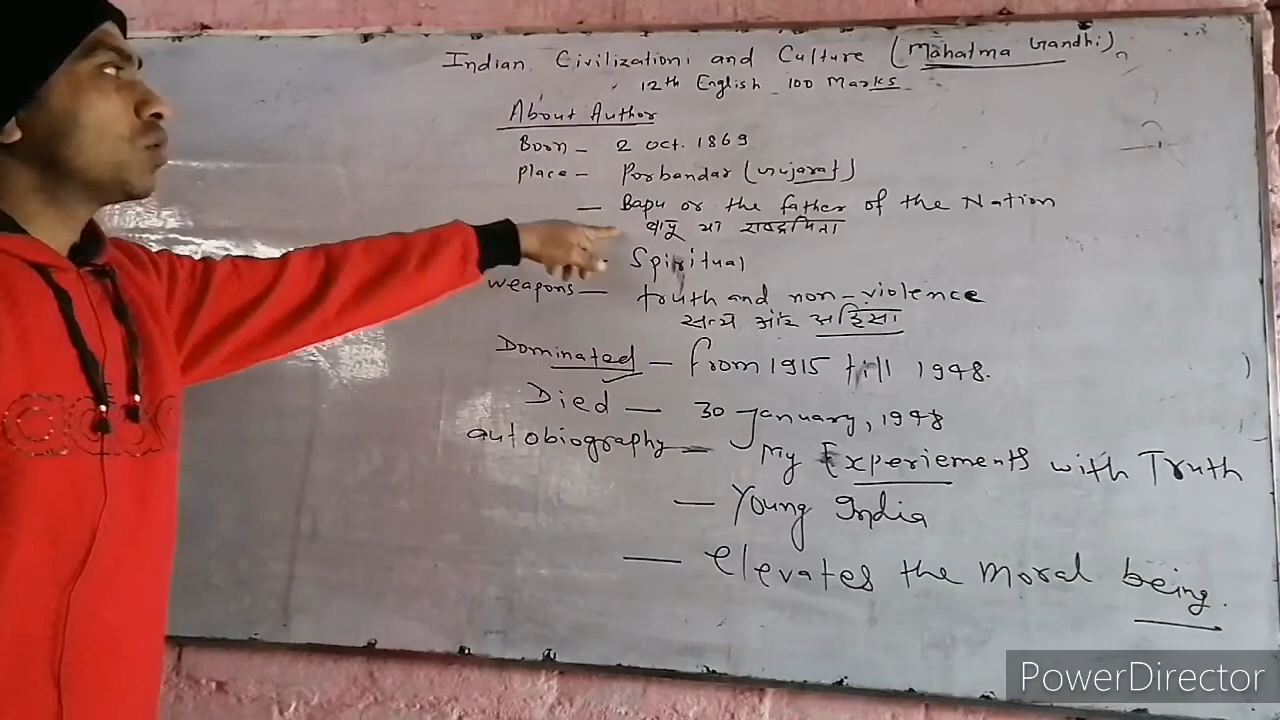 Indian Civilization and Culture (Mahatma Gandhi)
12th English 100 Marks
About Author
Born - 2 Oct. 1869
place - Porbandar (Gujarat)
- Bapu or the father of the Nation
बापू या राष्ट्रपिता
- Spiritual
weapons - truth and non-violence
सत्य और अहिंसा
Dominated - from 1915 till 1948.
Died - 30 January, 1948
autobiography - My Experiements with Truth
- Young India
- elevates the moral being.
PowerDirector